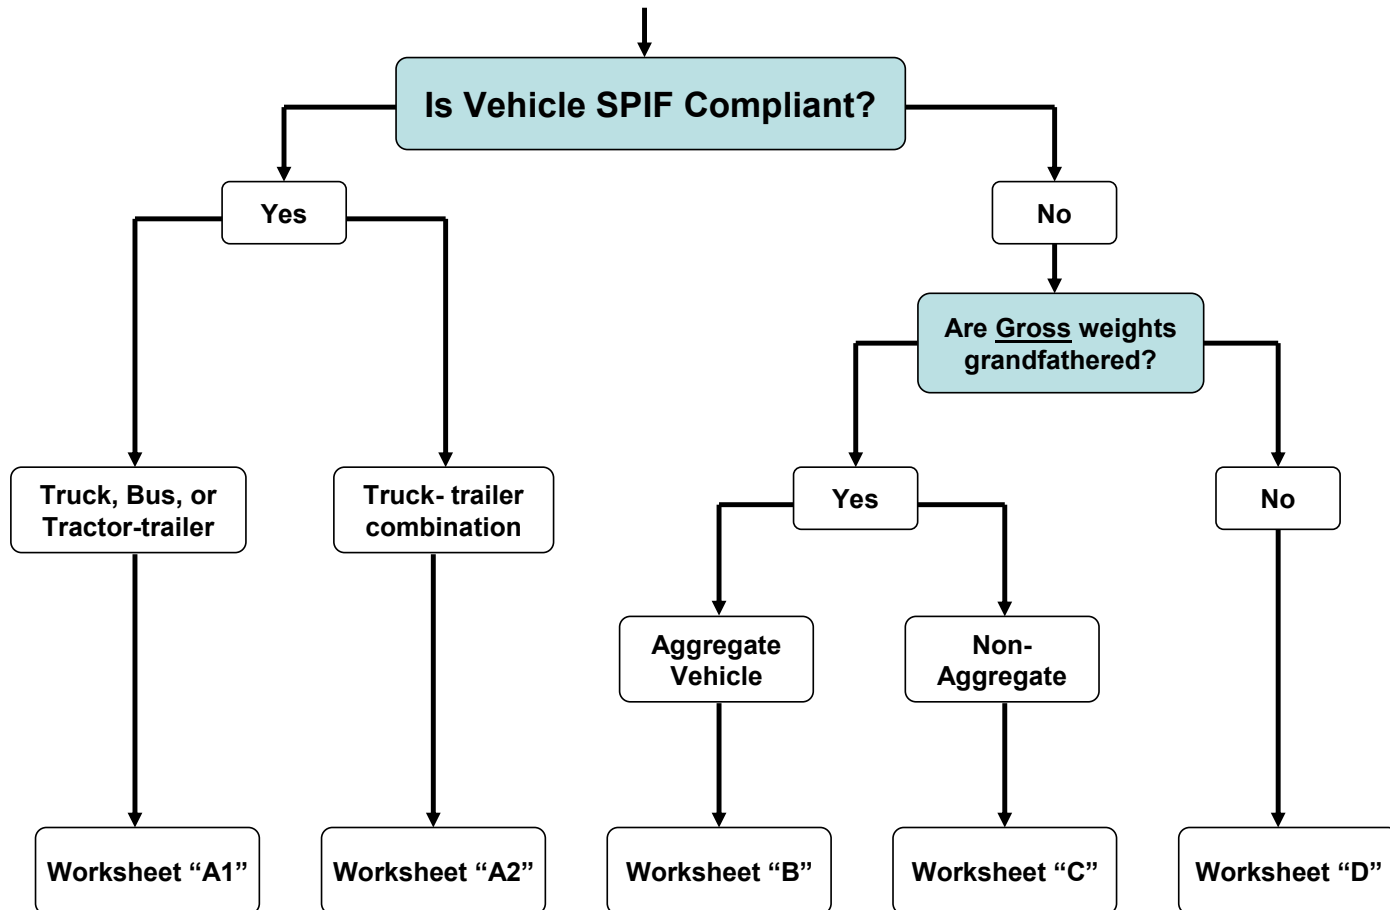 Is Vehicle SPIF Compliant?
Yes
No
Are Gross weights
grandfathered?
Truck, Bus, or
Tractor-trailer
Truck- trailer
combination
Yes
No
Aggregate
Vehicle
Non-
Aggregate
Worksheet “A1”
Worksheet “A2”
Worksheet “B”
Worksheet “C”
Worksheet “D”